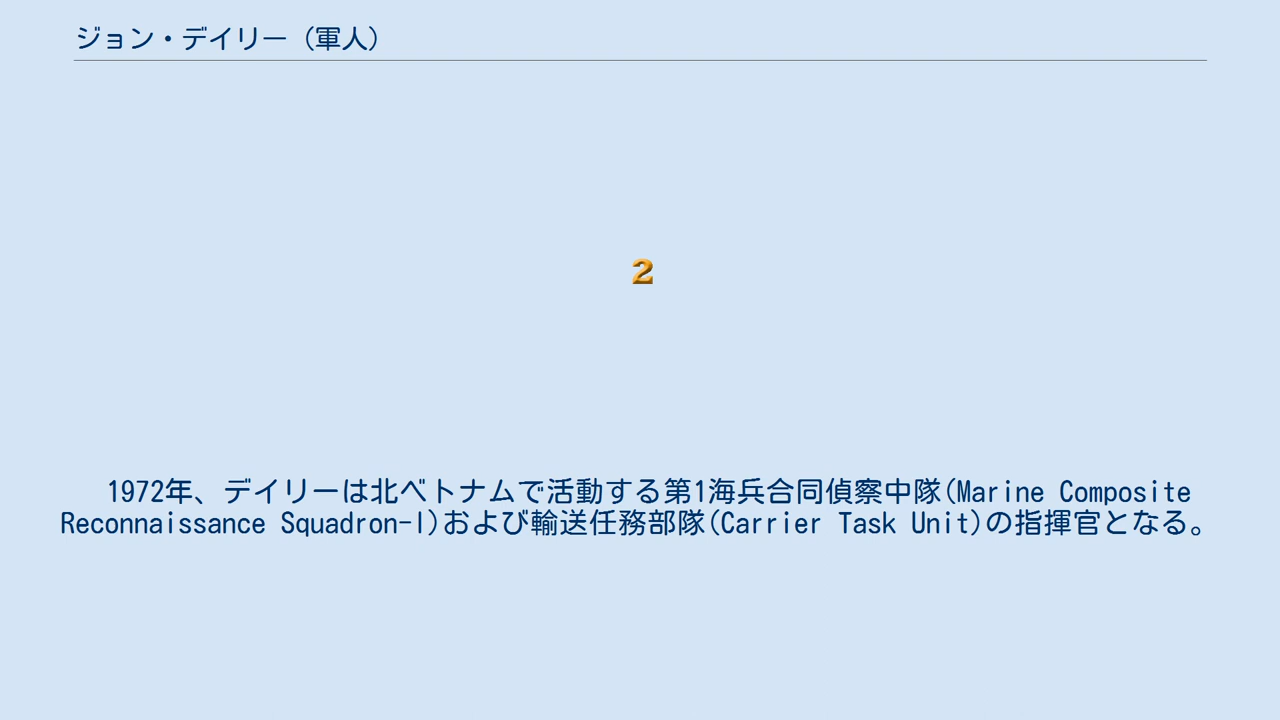 ジョン・デイリー（軍人）
2
1972年、デイリーは北ベトナムで活動する第1海兵合同偵察中隊(Marine Composite
Reconnaissance Squadron-l)および輸送任務部隊(Carrier Task Unit)の指揮官となる。